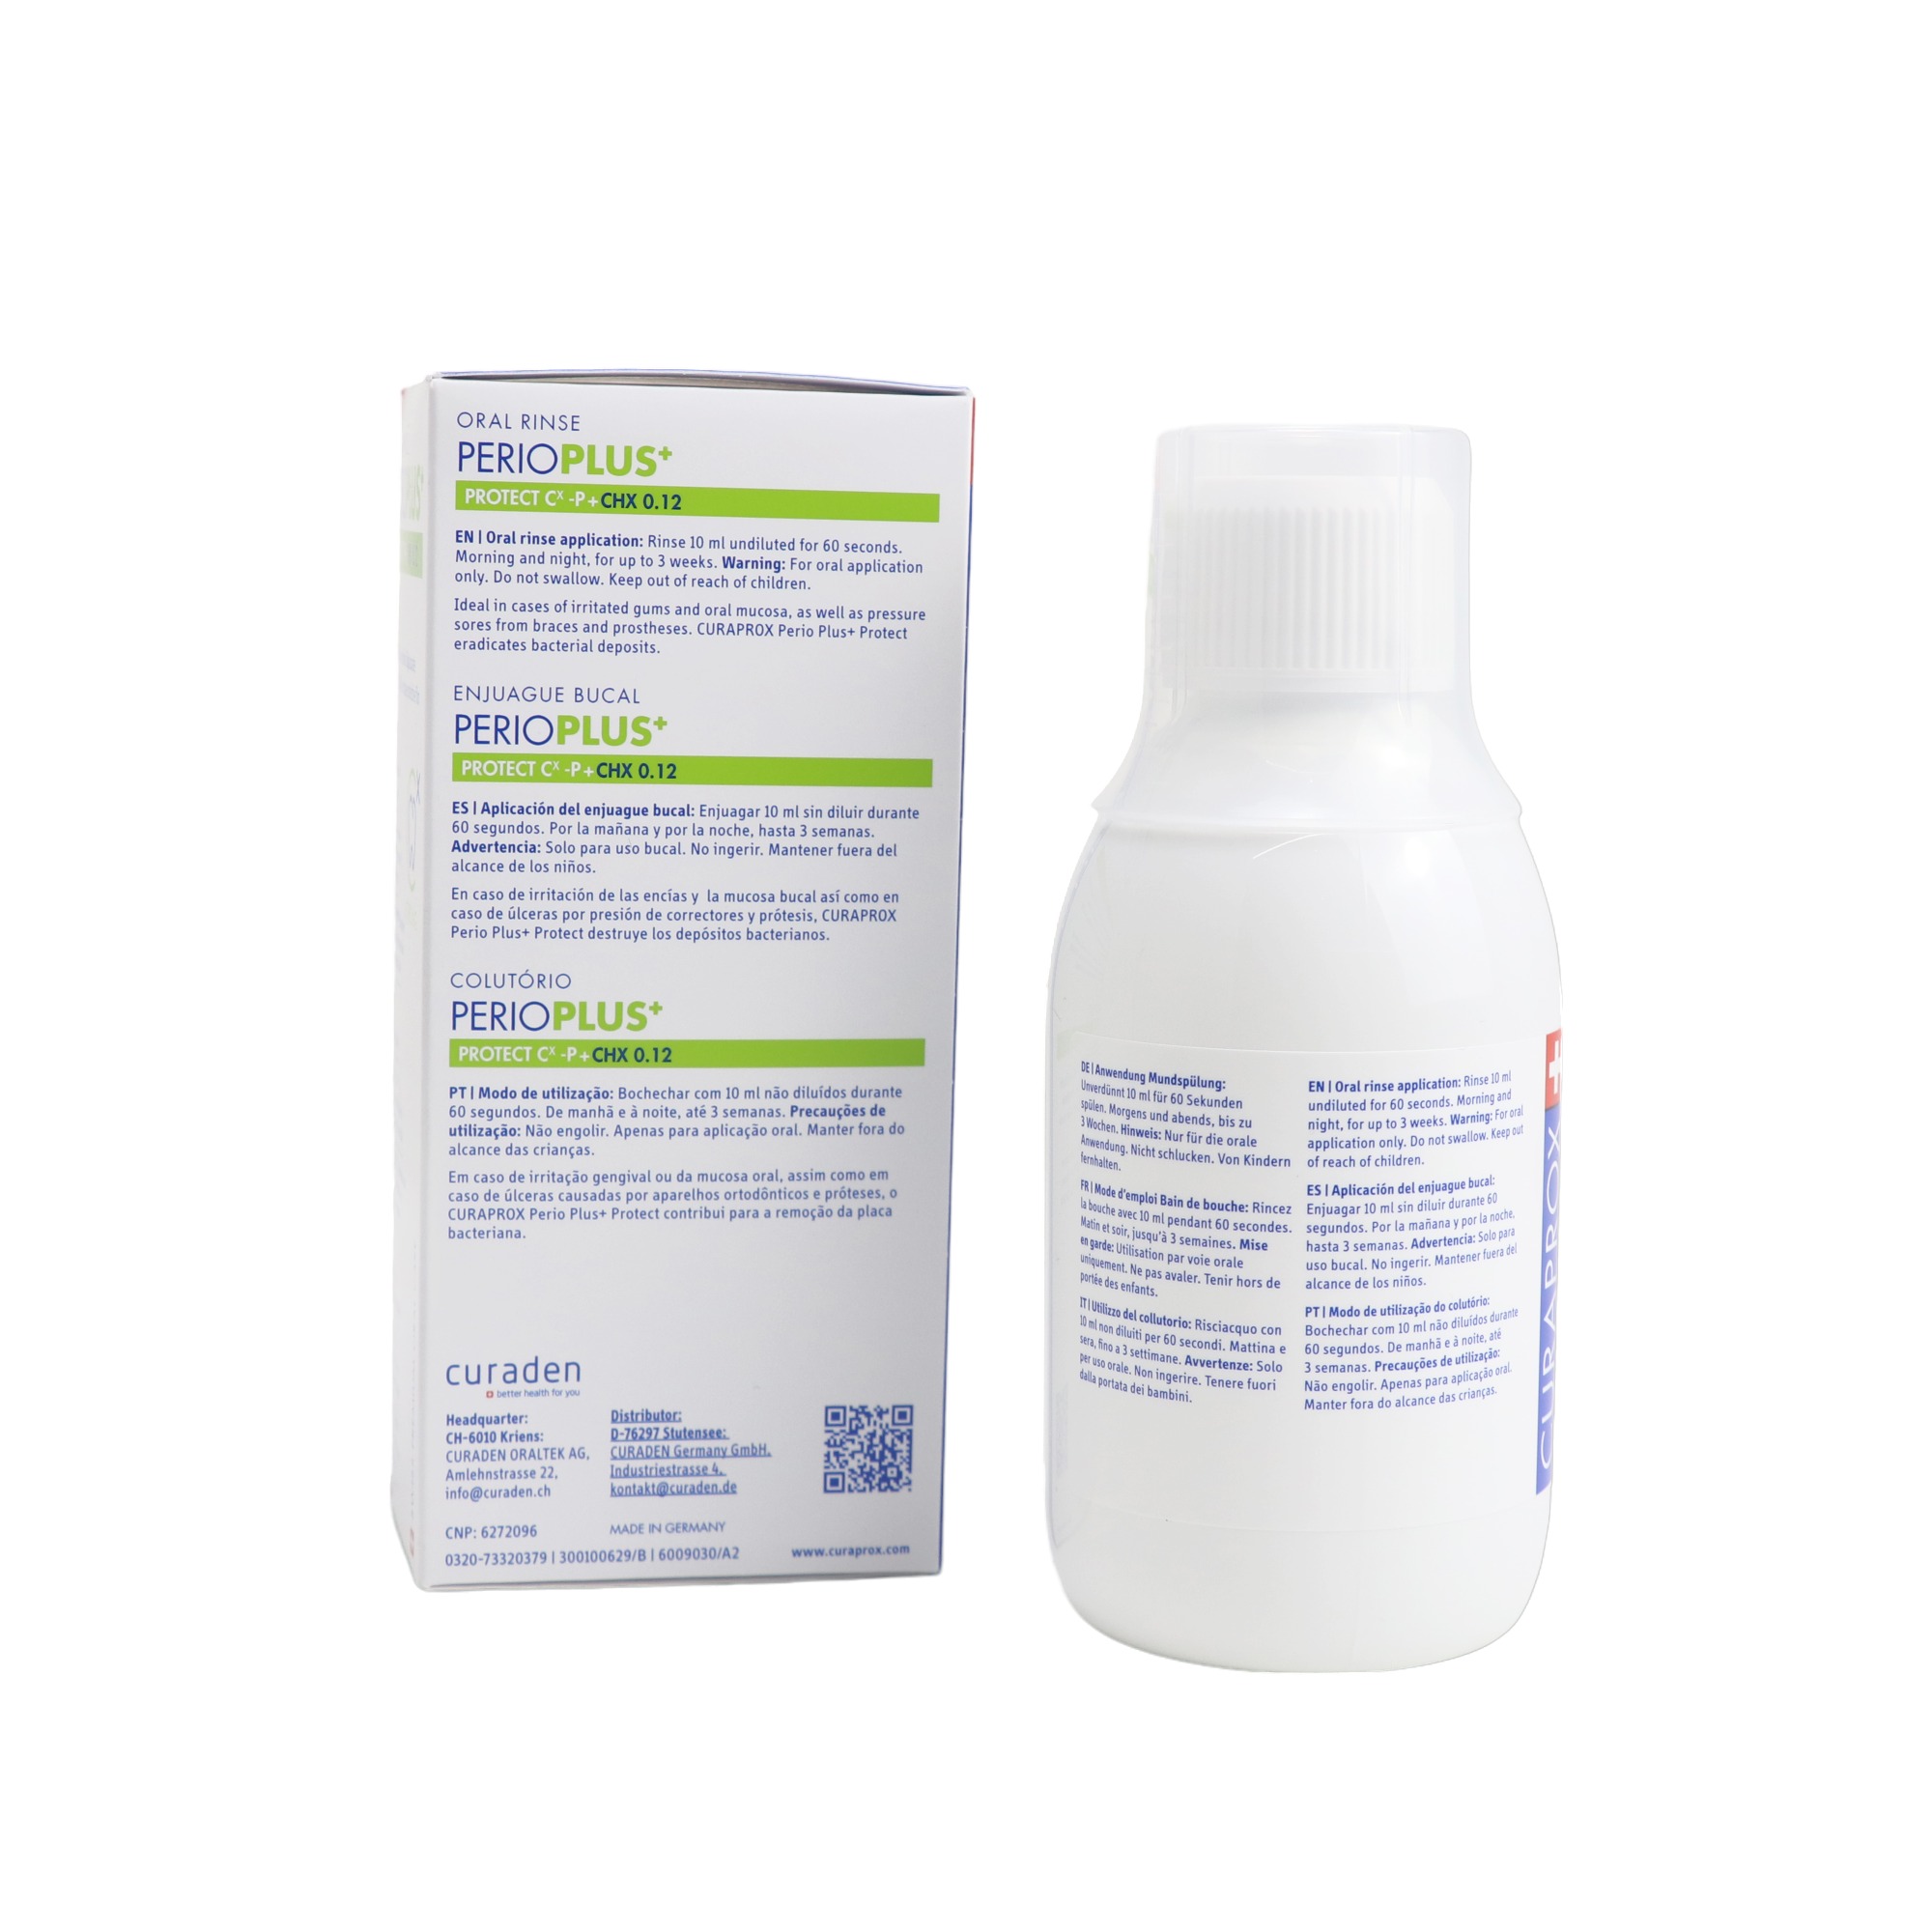 ORAL RINSE
PERIOPLUS+
PROTECT Cˣ -P+CHX 0.12
EN | Oral rinse application: Rinse 10 ml undiluted for 60 seconds.
Morning and night, for up to 3 weeks. Warning: For oral application
only. Do not swallow. Keep out of reach of children.
Ideal in cases of irritated gums and oral mucosa, as well as pressure
sores from braces and prostheses. CURAPROX Perio Plus+ Protect
eradicates bacterial deposits.
ENJUAGUE BUCAL
PERIOPLUS+
PROTECT Cˣ -P+CHX 0.12
ES | Aplicación del enjuague bucal: Enjuagar 10 ml sin diluir durante
60 segundos. Por la mañana y por la noche, hasta 3 semanas.
Advertencia: Solo para uso bucal. No ingerir. Mantener fuera del
alcance de los niños.
En caso de irritación de las encías y la mucosa bucal así como en
caso de úlceras por presión de correctores y prótesis, CURAPROX
Perio Plus+ Protect destruye los depósitos bacterianos.
COLUTÓRIO
PERIOPLUS+
PROTECT Cˣ -P+CHX 0.12
PT | Modo de utilização: Bochechar com 10 ml não diluídos durante
60 segundos. De manhã e à noite, até 3 semanas. Precauções de
utilização: Não engolir. Apenas para aplicação oral. Manter fora do
alcance das crianças.
Em caso de irritação gengival ou da mucosa oral, assim como em
caso de úlceras causadas por aparelhos ortodônticos e próteses, o
CURAPROX Perio Plus+ Protect contribui para a remoção da placa
bacteriana.
curaden
better health for you
Headquarter:
CH-6010 Kriens:
CURADEN ORALTEK AG,
Amlehnstrasse 22,
info@curaden.ch
Distributor:
D-76297 Stutensee:
CURADEN Germany GmbH,
Industriestrasse 4,
kontakt@curaden.de
CNP: 6272096
MADE IN GERMANY
0320-73320379 | 300100629/B | 6009030/A2
www.curaprox.com
DE | Anwendung Mundspülung:
Unverdünnt 10 ml für 60 Sekunden
spülen. Morgens und abends, bis zu
3 Wochen. Hinweis: Nur für die orale
Anwendung. Nicht schlucken. Von Kindern
fernhalten.
FR | Mode d'emploi Bain de bouche: Rincez
la bouche avec 10 ml pendant 60 secondes.
Matin et soir, jusqu'à 3 semaines. Mise
en garde: Utilisation par voie orale
uniquement. Ne pas avaler. Tenir hors de
portée des enfants.
IT | Utilizzo del collutorio: Risciacquo con
10 ml non diluiti per 60 secondi. Mattina e
sera, fino a 3 settimane. Avvertenze: Solo
per uso orale. Non ingerire. Tenere fuori
dalla portata dei bambini.
EN | Oral rinse application: Rinse 10 ml
undiluted for 60 seconds. Morning and
night, for up to 3 weeks. Warning: For oral
application only. Do not swallow. Keep out
of reach of children.
ES | Aplicación del enjuague bucal:
Enjuagar 10 ml sin diluir durante 60
segundos. Por la mañana y por la noche,
hasta 3 semanas. Advertencia: Solo para
uso bucal. No ingerir. Mantener fuera del
alcance de los niños.
PT | Modo de utilização do colutório:
Bochechar com 10 ml não diluídos durante
60 segundos. De manhã e à noite, até
3 semanas. Precauções de utilização:
Não engolir. Apenas para aplicação oral.
Manter fora do alcance das crianças.
CURAPROX